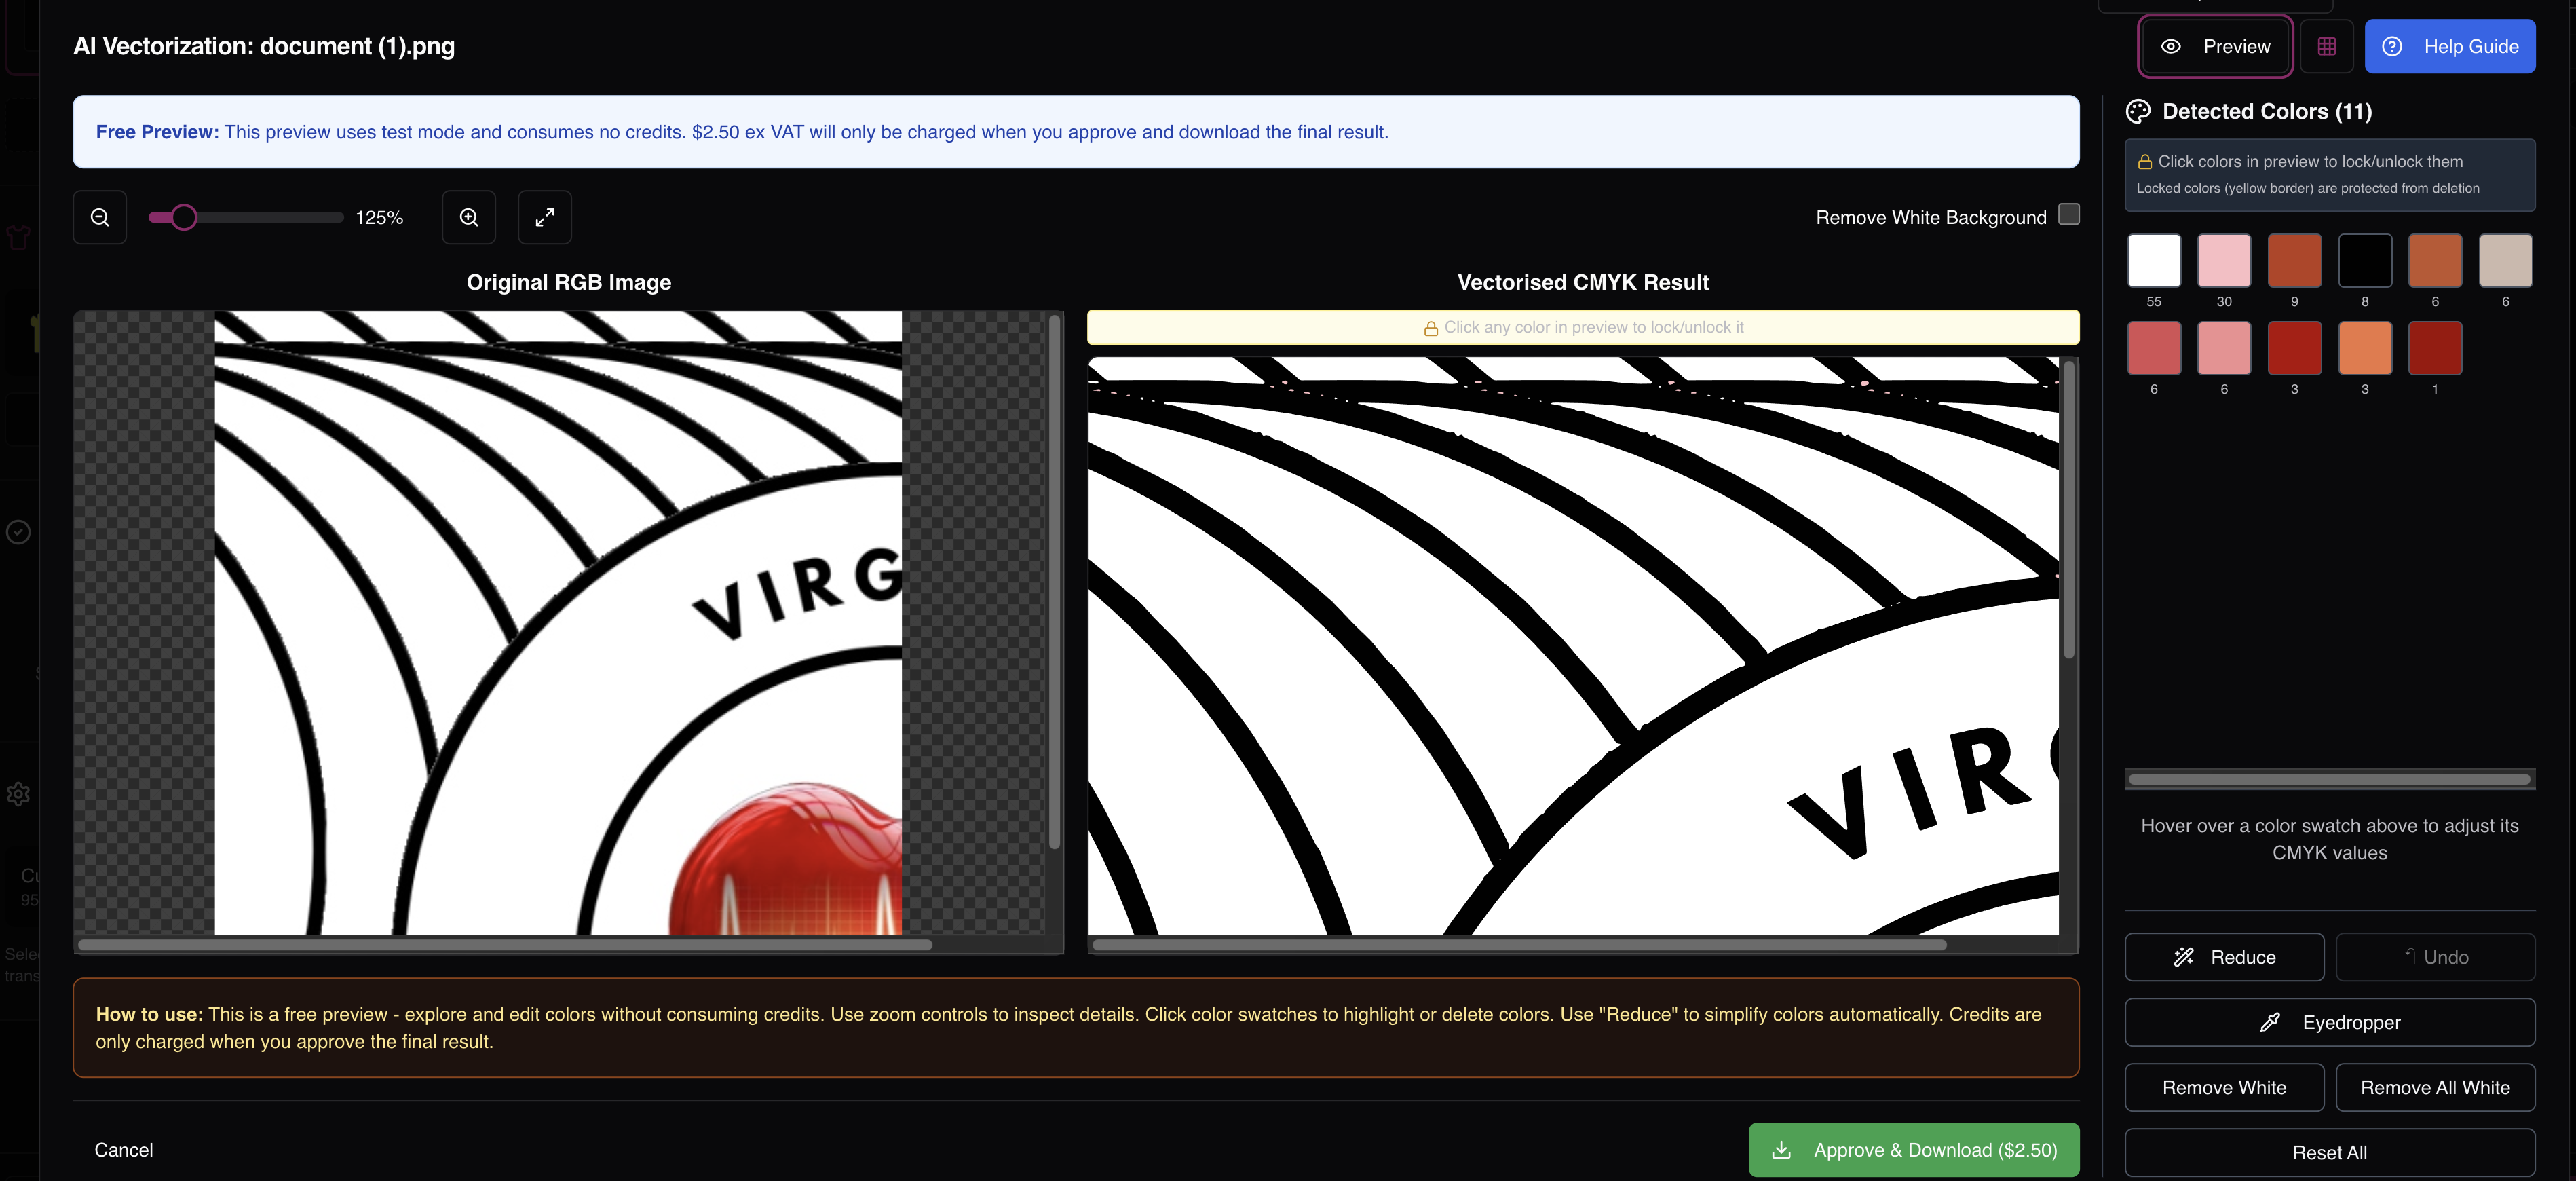 AI Vectorization: document (1).png
Preview
Help Guide
Free Preview: This preview uses test mode and consumes no credits. $2.50 ex VAT will only be charged when you approve and download the final result.
125%
Remove White Background
Original RGB Image
Vectorised CMYK Result
Click any color in preview to lock/unlock it
VIRG
VIR
How to use: This is a free preview - explore and edit colors without consuming credits. Use zoom controls to inspect details. Click color swatches to highlight or delete colors. Use "Reduce" to simplify colors automatically. Credits are
only charged when you approve the final result.
Cancel
Approve & Download ($2.50)
Detected Colors (11)
Click colors in preview to lock/unlock them
Locked colors (yellow border) are protected from deletion
55 30 9 8 6 6
6 6 3 3 1
Hover over a color swatch above to adjust its
CMYK values
Reduce
Undo
Eyedropper
Remove White
Remove All White
Reset All